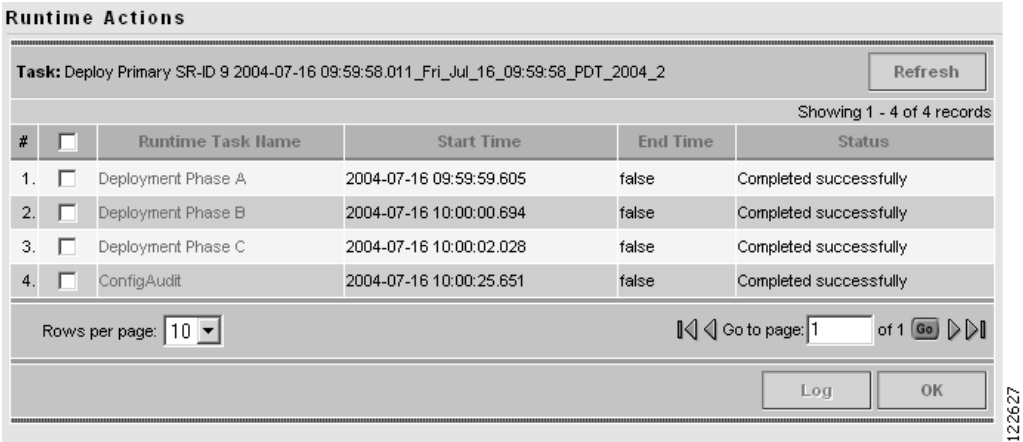 Runtime Actions
Task: Deploy Primary SR-ID 9 2004-07-16 09:59:58.011_Fri_Jul_16_09:59:58_PDT_2004_2 Refresh
Showing 1 - 4 of 4 records
# Runtime Task Name Start Time End Time Status
1. Deployment Phase A 2004-07-16 09:59:59.605 false Completed successfully
2. Deployment Phase B 2004-07-16 10:00:00.694 false Completed successfully
3. Deployment Phase C 2004-07-16 10:00:02.028 false Completed successfully
4. ConfigAudit 2004-07-16 10:00:25.651 false Completed successfully
Rows per page: 10 Go to page: 1 of 1 Go
Log OK
122627